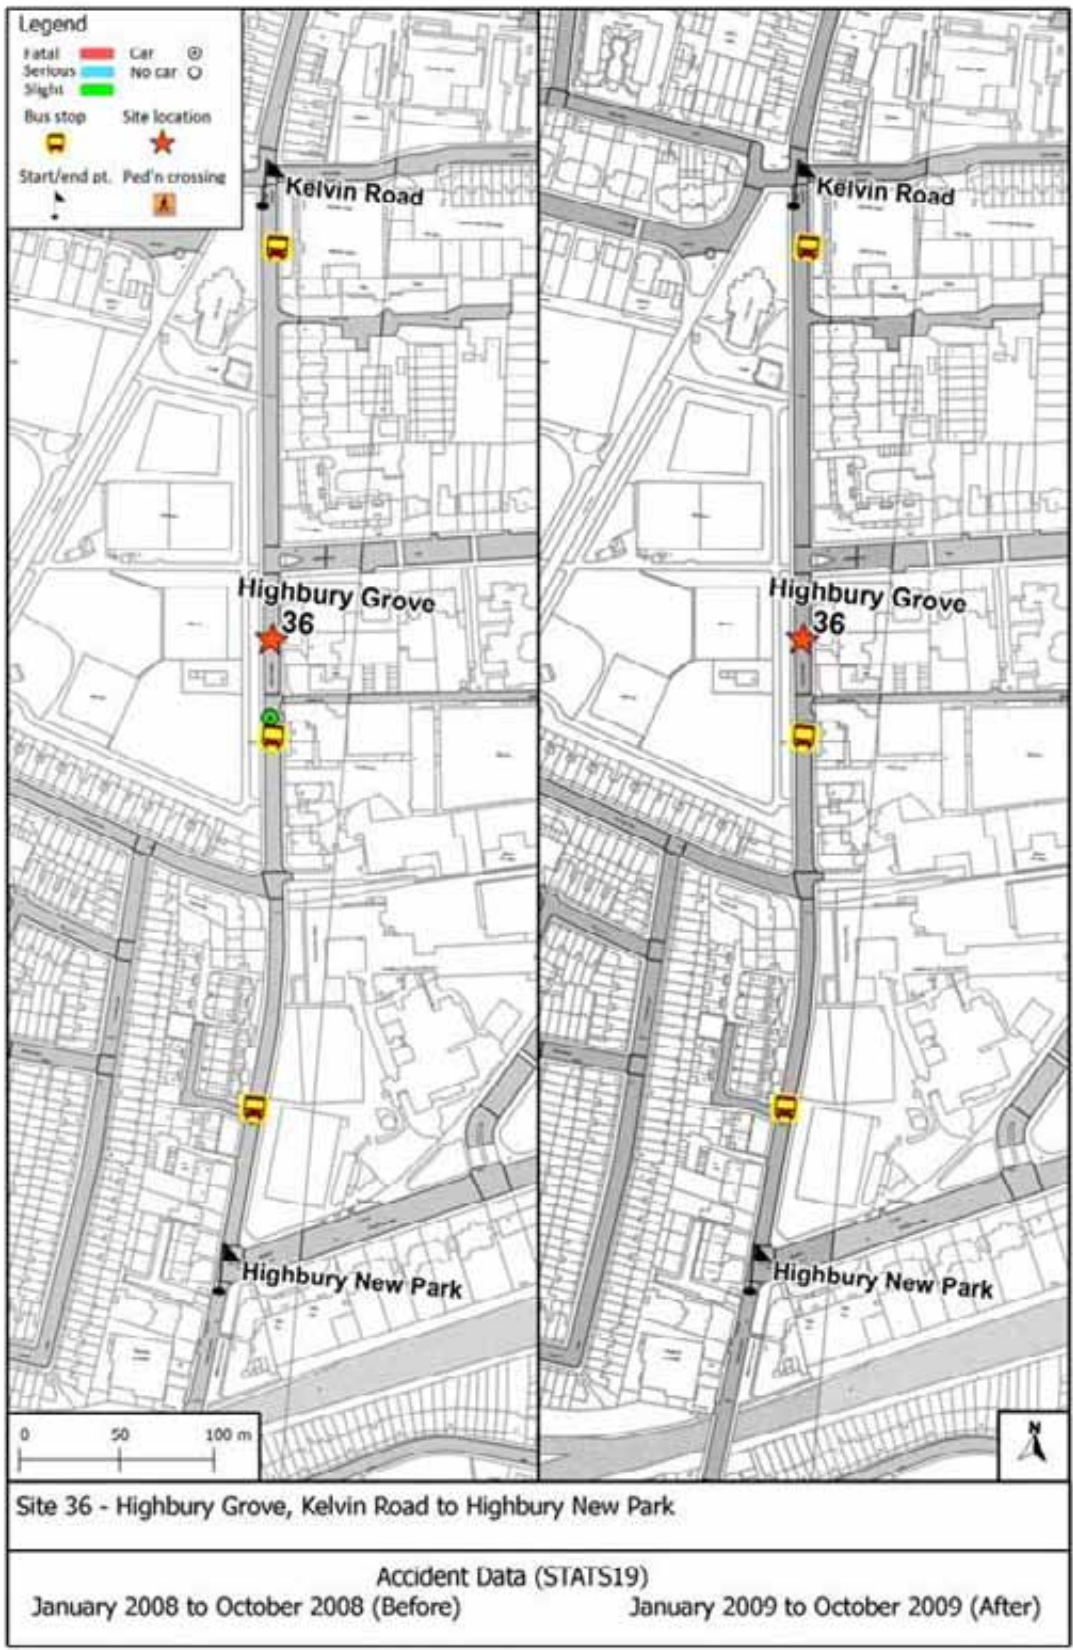 Legend
Fatal Car
Serious No car
Slight
Bus stop Site location
Start/end pt. Ped'n crossing
Kelvin Road
Kelvin Road
Highbury Grove
36
Highbury Grove
36
Highbury New Park
Highbury New Park
0 50 100 m
N
Site 36 - Highbury Grove, Kelvin Road to Highbury New Park
Accident Data (STATS19)
January 2008 to October 2008 (Before) January 2009 to October 2009 (After)